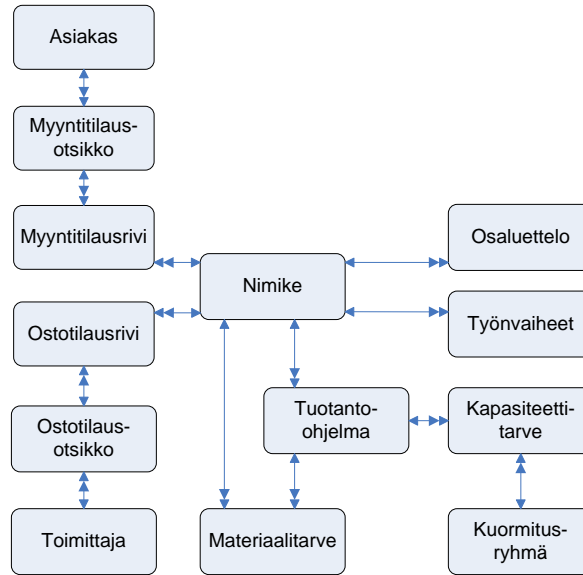 Asiakas
Myyntitilaus-
otsikko
Myyntitilausrivi
Osaluettelo
Nimike
Ostotilausrivi
Työnvaiheet
Tuotanto-
ohjelma
Kapasiteetti-
tarve
Ostotilaus-
otsikko
Toimittaja
Materiaalitarve
Kuormitus-
ryhmä